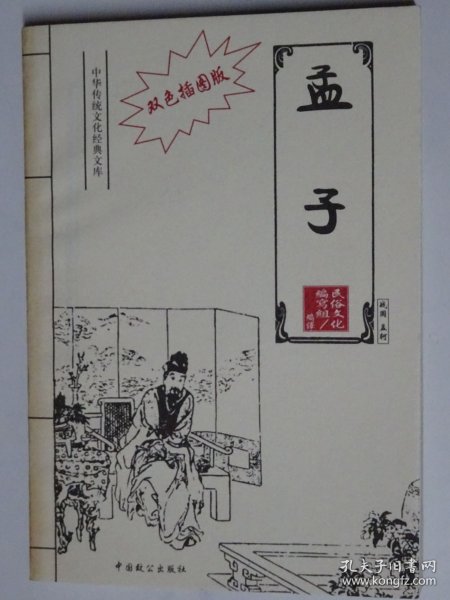 中华传统文化经典文库
双色插图版
孟子
民俗文化
编写组/
编译
战国 孟轲
中国致公出版社
孔夫子旧书网
www.kongfz.com